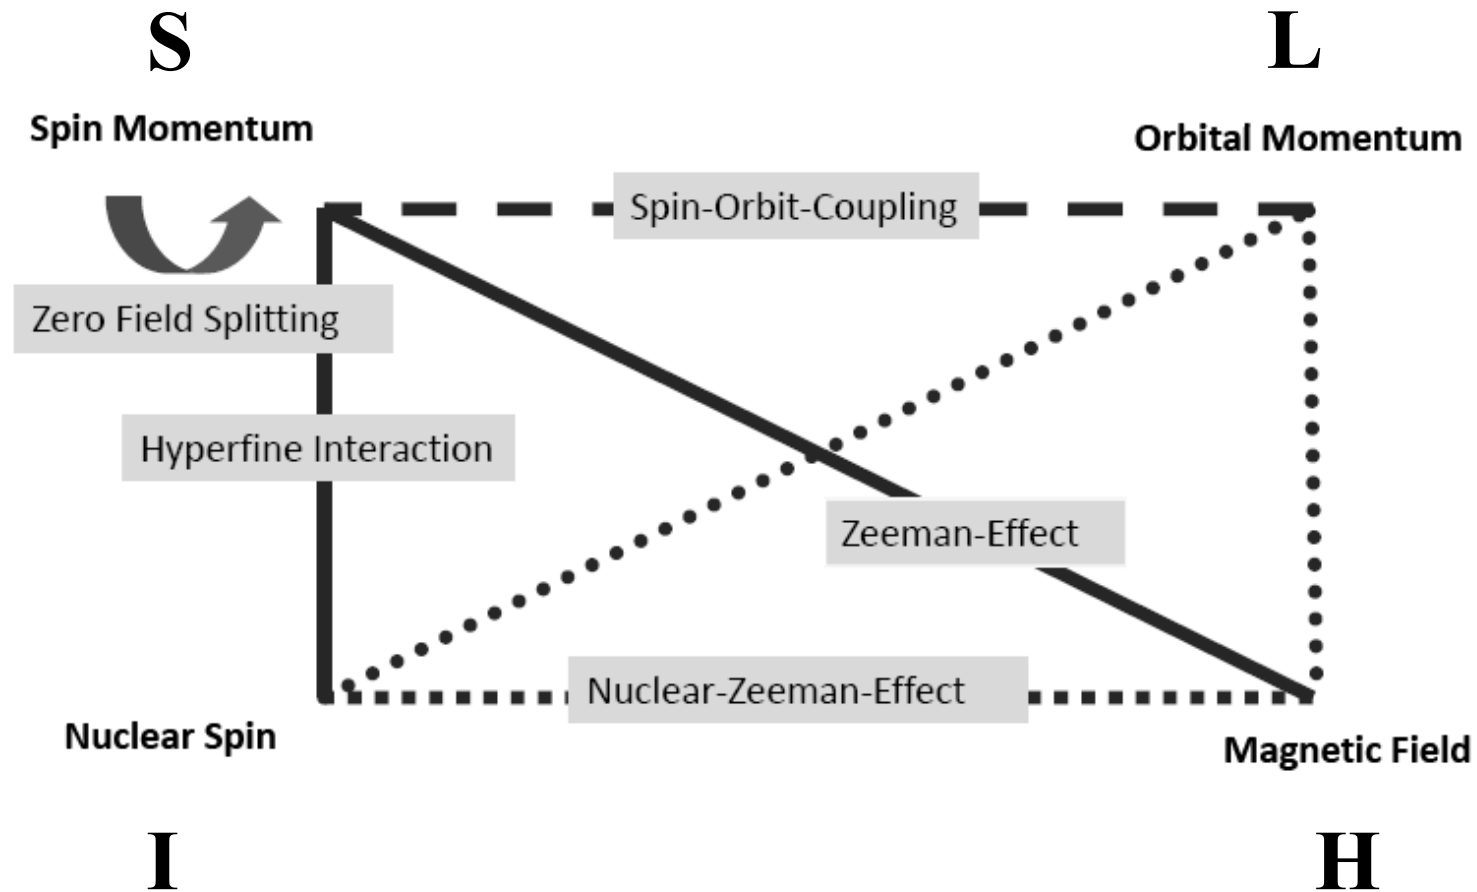 S
L
Spin Momentum
Orbital Momentum
Spin-Orbit-Coupling
Zero Field Splitting
Hyperfine Interaction
Zeeman-Effect
Nuclear-Zeeman-Effect
Nuclear Spin
Magnetic Field
I
H